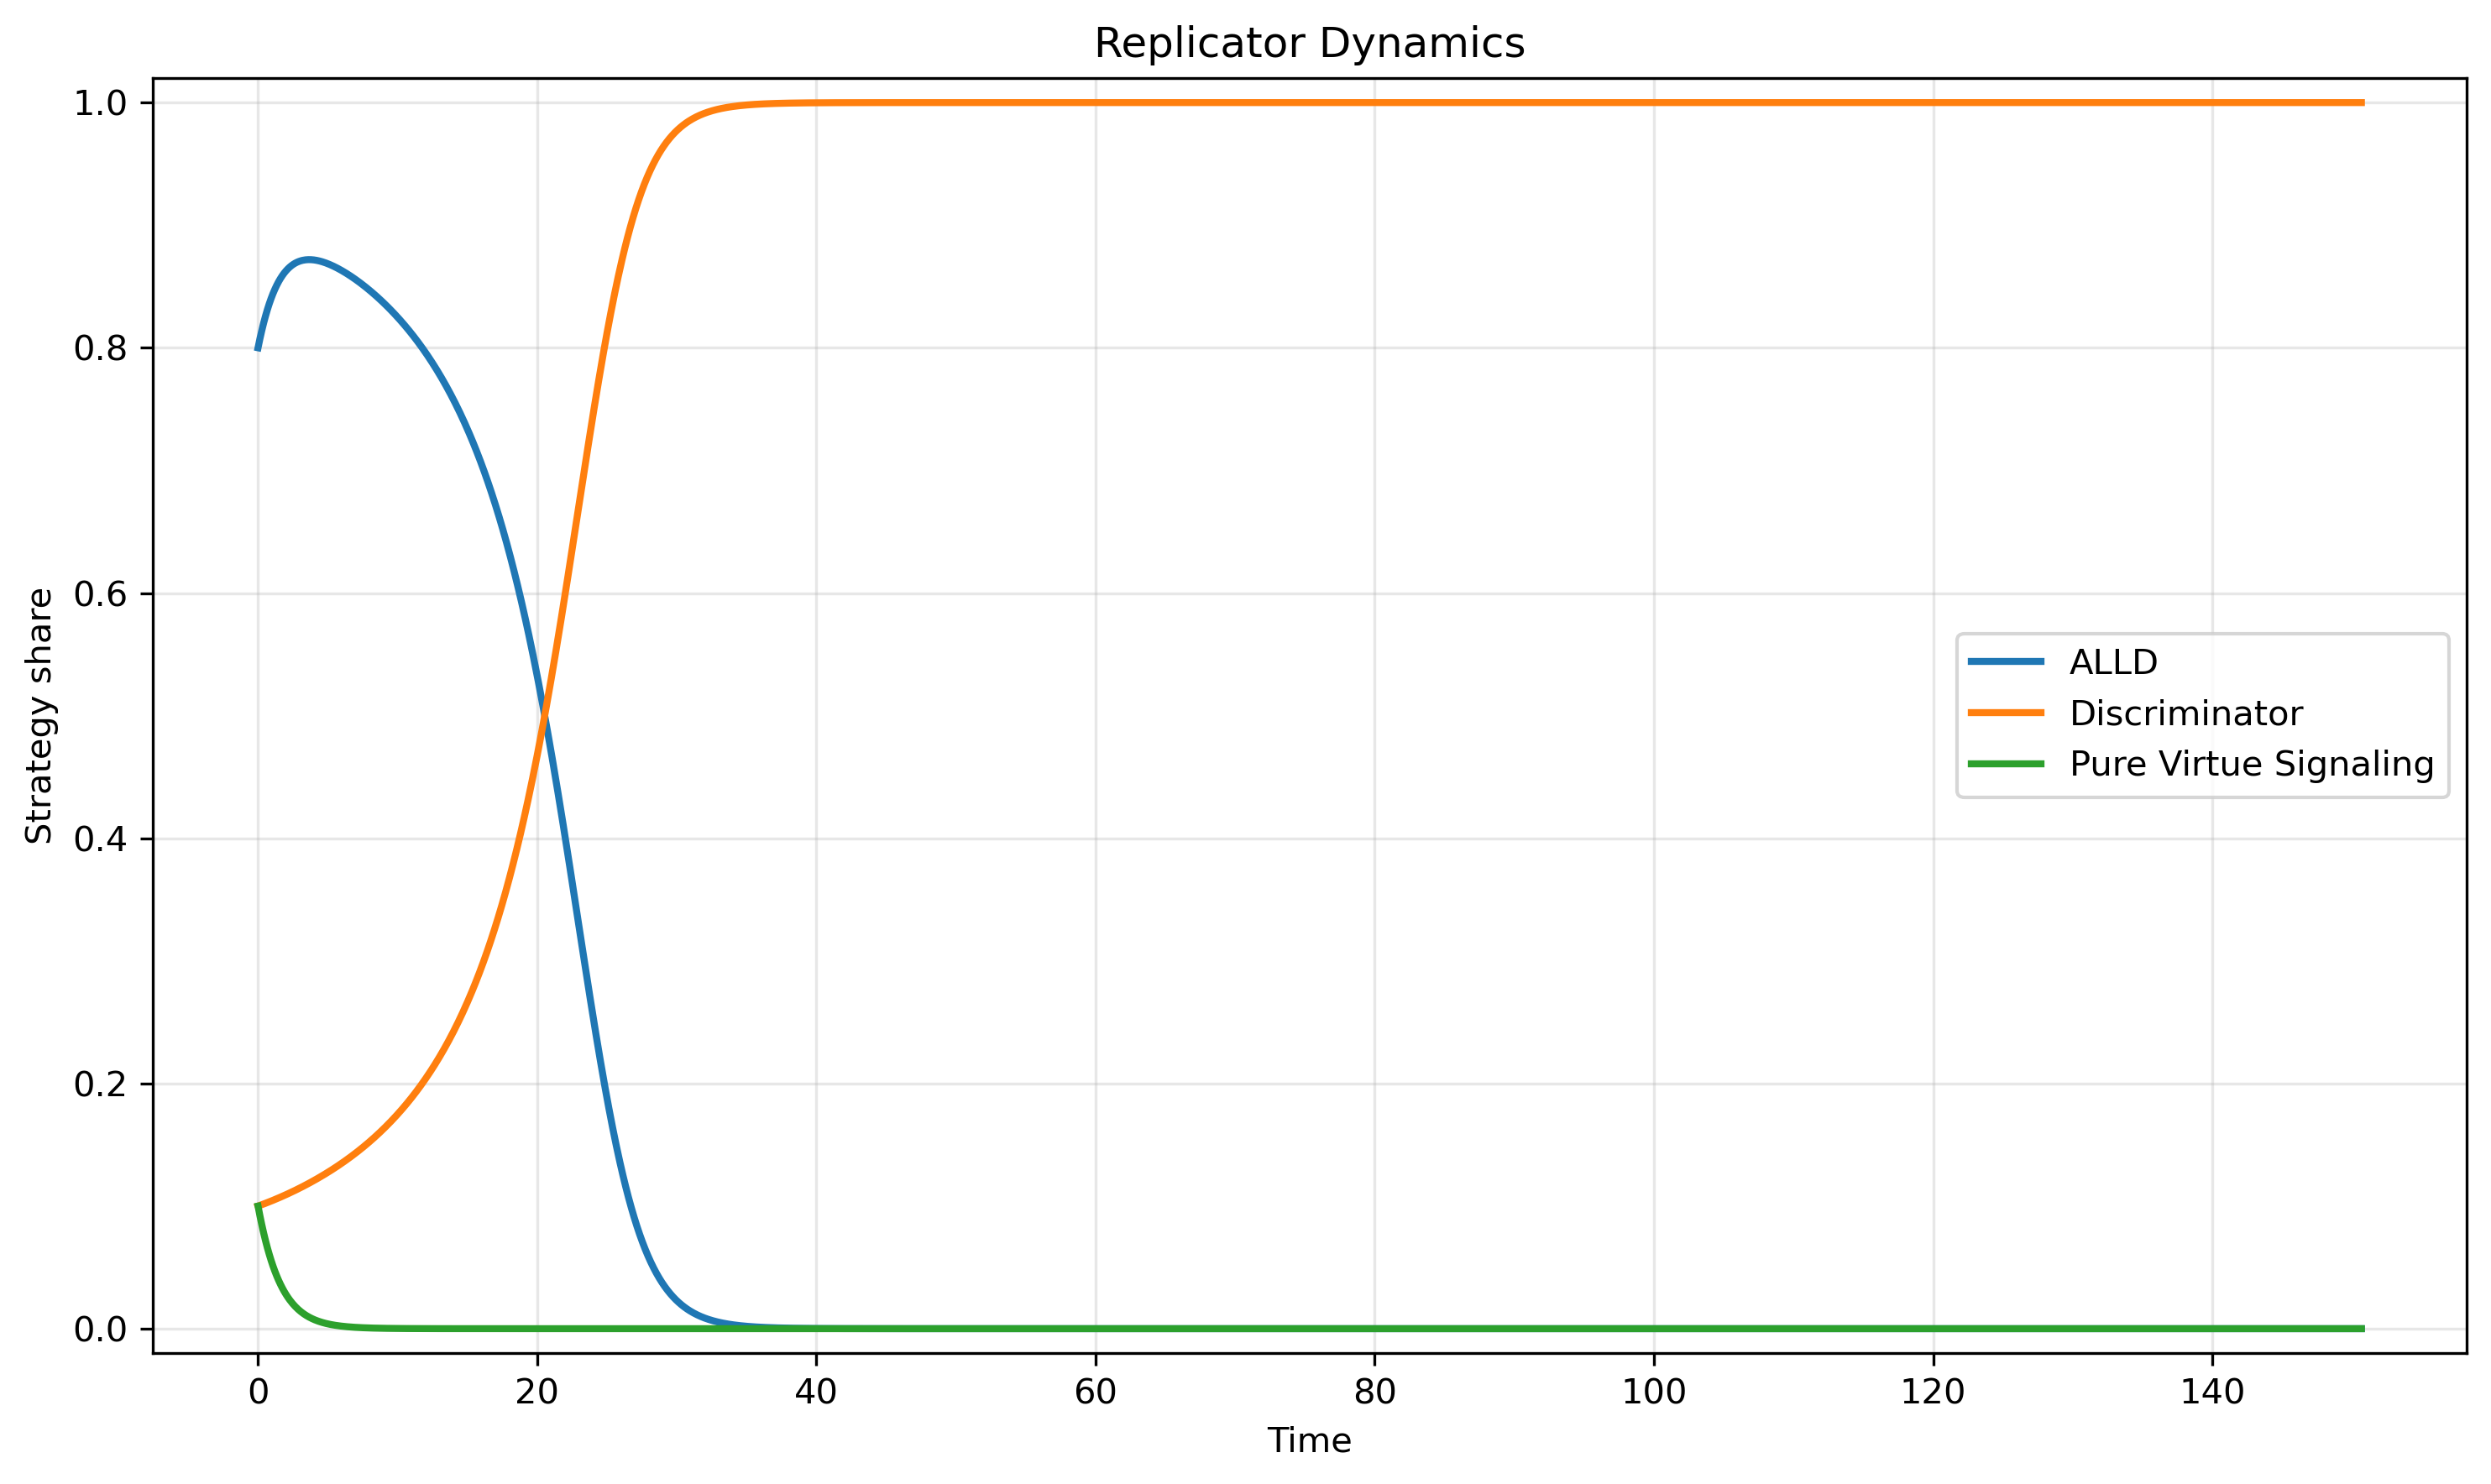 Replicator Dynamics
1.0
0.8
0.6
0.4
0.2
0.0
Strategy share
ALLD
Discriminator
Pure Virtue Signaling
0 20 40 60 80 100 120 140
Time